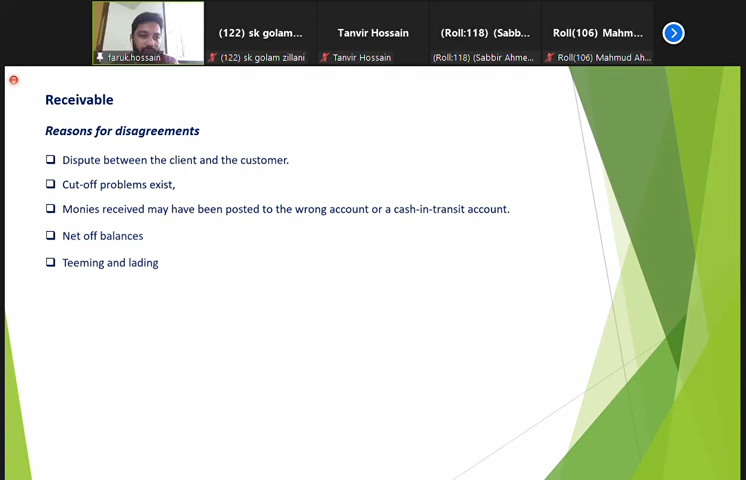 (122) sk golam...
Tanvir Hossain
(Roll:118) (Sabb...
Roll(106) Mahm...
faruk.hossain
(122) sk golam zillani
Tanvir Hossain
(Roll:118) (Sabbir Ahme...
Roll(106) Mahmud Ah...
Receivable
Reasons for disagreements
Dispute between the client and the customer.
Cut-off problems exist,
Monies received may have been posted to the wrong account or a cash-in-transit account.
Net off balances
Teeming and lading